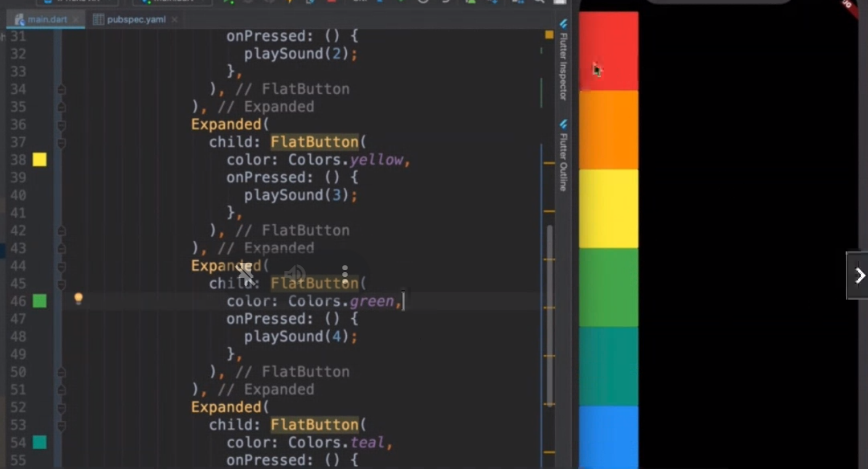 main.dart
pubspec.yaml
31 onPressed: () {
32 playSound(2);
33 },
34 ), // FlatButton
35 ), // Expanded
36 Expanded(
37 child: FlatButton(
38 color: Colors.yellow,
39 onPressed: () {
40 playSound(3);
41 },
42 ), // FlatButton
43 ), // Expanded
44 Expanded(
45 child: FlatButton(
46 color: Colors.green,
47 onPressed: () {
48 playSound(4);
49 },
50 ), // FlatButton
51 ), // Expanded
52 Expanded(
53 child: FlatButton(
54 color: Colors.teal,
55 onPressed: () {
Flutter Inspector
Flutter Outline